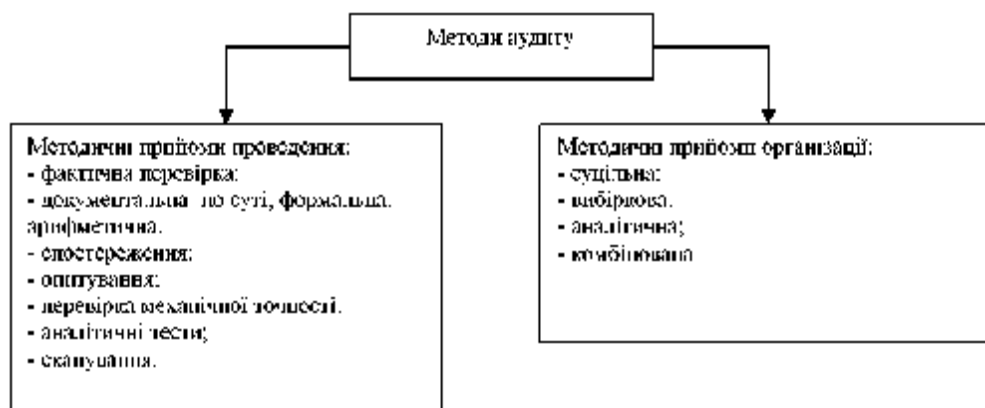 Методи аудиту
Методичні прийоми проведення:
- фактична перевірка;
- документальна по суті, формальна,
арифметична.
- спостереження;
- опитування;
- перевірка механічної точності.
- аналітичні тести;
- сканування.
Методичні прийоми організації:
- суцільна;
- вибіркова.
- аналітична;
- комбінована